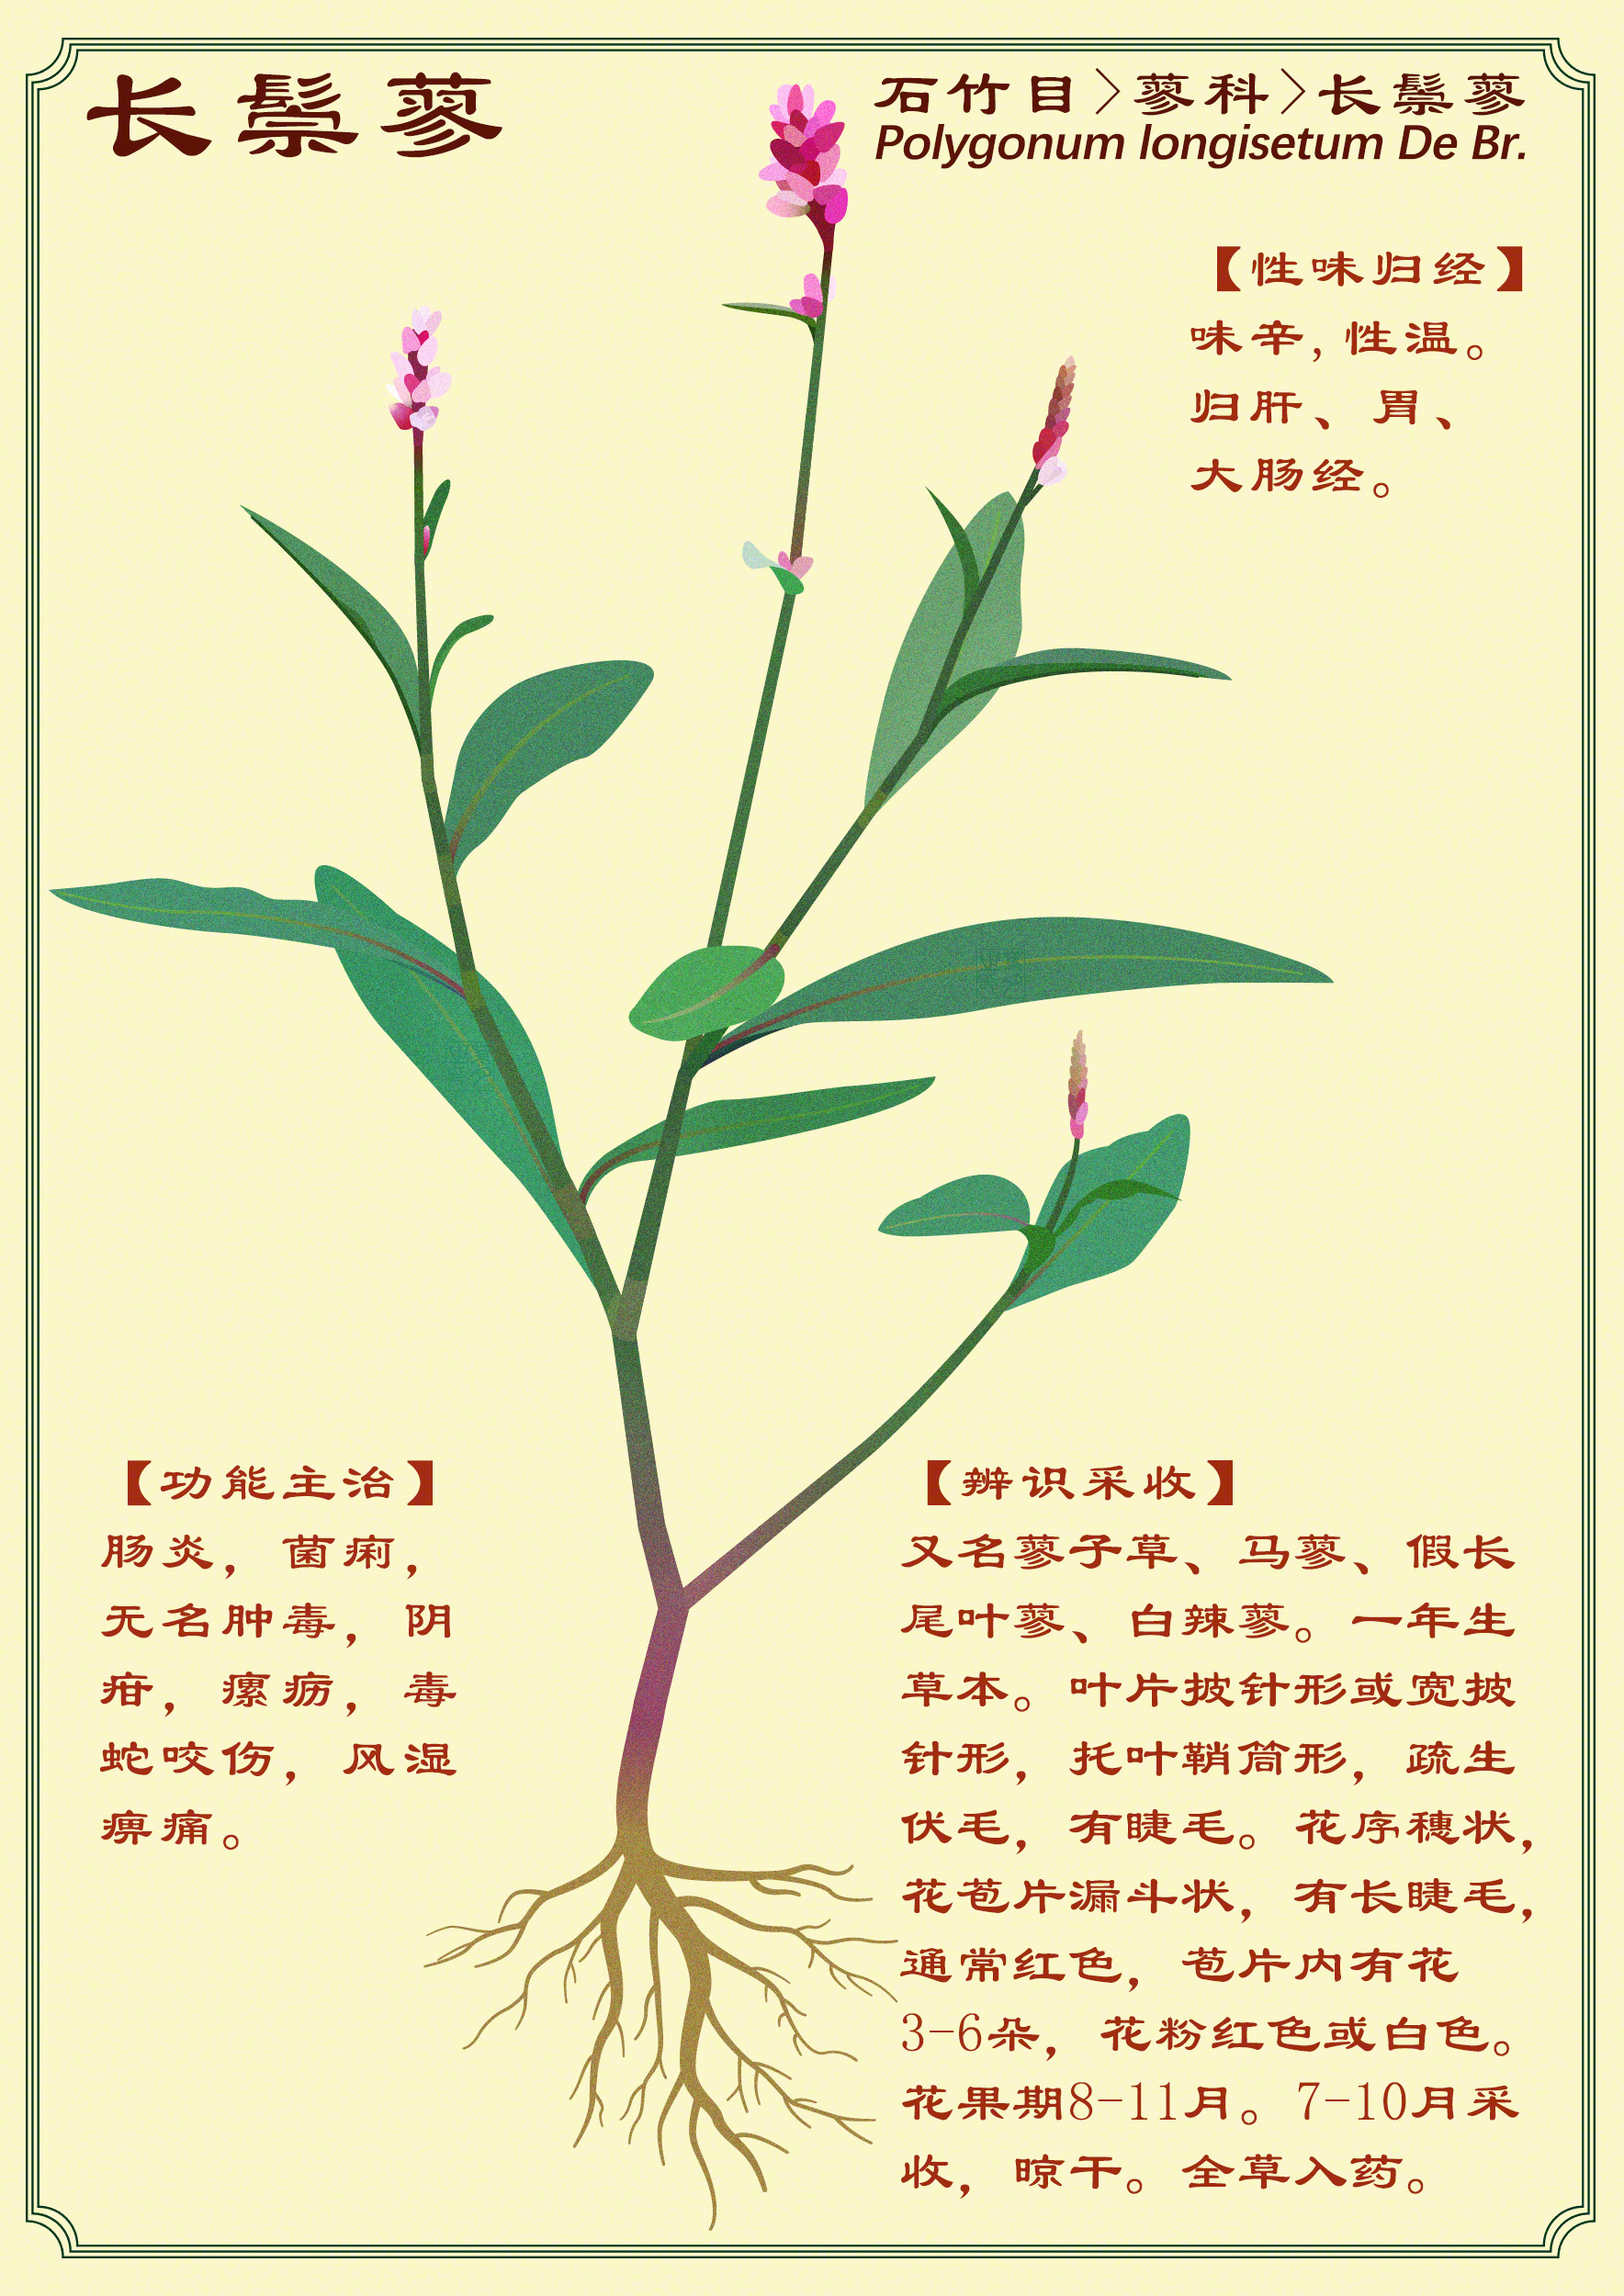 长鬃蓼
石竹目>蓼科>长鬃蓼
Polygonum longisetum De Br.
【性味归经】
味辛，性温。
归肝、胃、
大肠经。
【功能主治】
肠炎，菌痢，
无名肿毒，阴
疳，瘰疬，毒
蛇咬伤，风湿
痹痛。
【辨识采收】
又名蓼子草、马蓼、假长
尾叶蓼、白辣蓼。一年生
草本。叶片披针形或宽披
针形，托叶鞘筒形，疏生
伏毛，有睫毛。花序穗状，
花苞片漏斗状，有长睫毛，
通常红色，苞片内有花
3-6朵，花粉红色或白色。
花果期8-11月。7-10月采
收，晾干。全草入药。